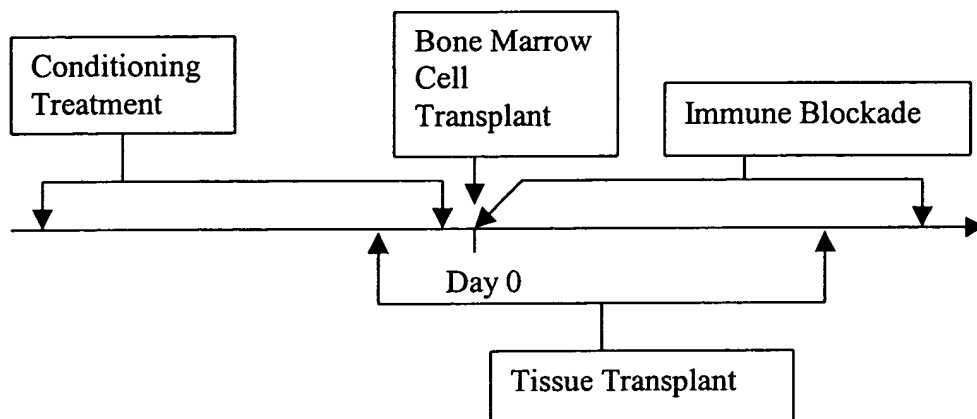 Conditioning
Treatment
Bone Marrow
Cell
Transplant
Immune Blockade
Day 0
Tissue Transplant